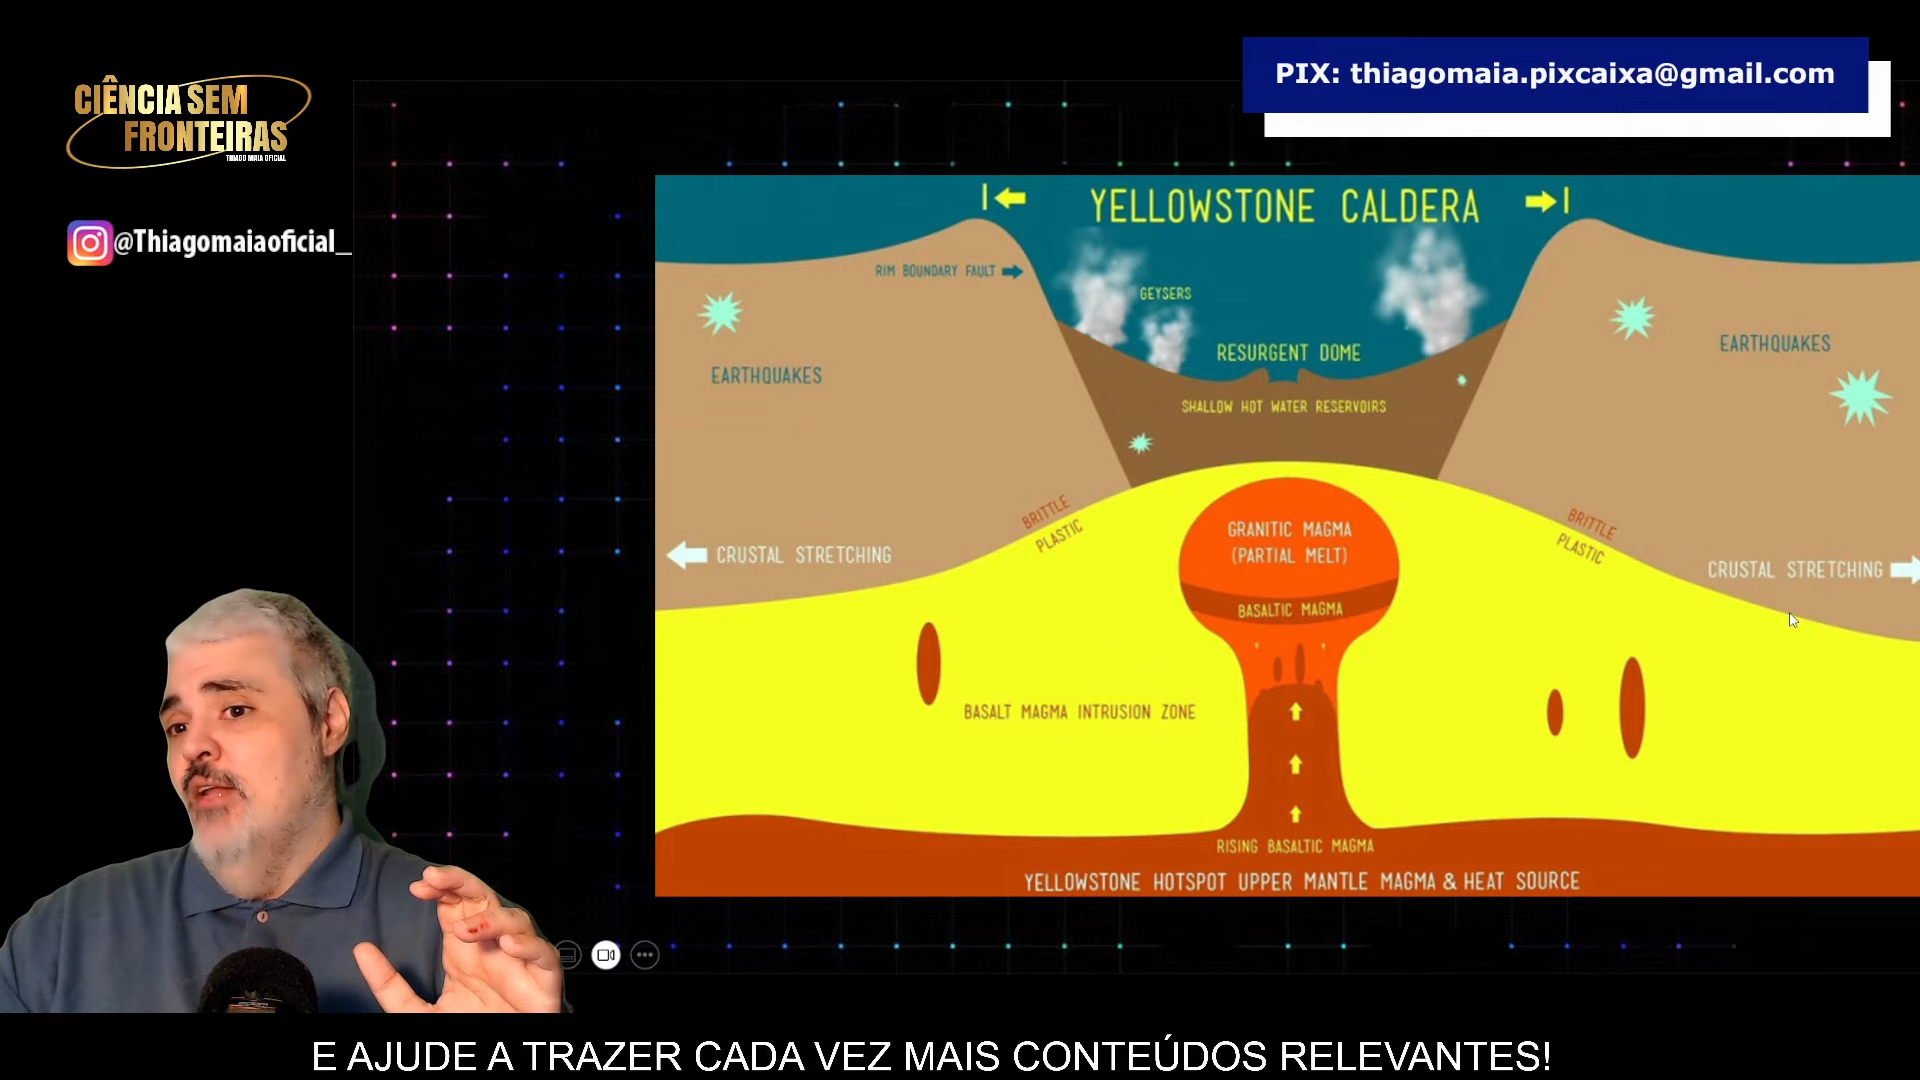 PIX: thiagomaia.pixcaixa@gmail.com
CIÊNCIA SEM
FRONTEIRAS
THIAGO MAIA OFICIAL
@Thiagomaiaoficial_
YELLOWSTONE CALDERA
RIM BOUNDARY FAULT
GEYSERS
RESURGENT DOME
EARTHQUAKES
EARTHQUAKES
SHALLOW HOT WATER RESERVOIRS
BRITTLE
PLASTIC
BRITTLE
PLASTIC
GRANITIC MAGMA
(PARTIAL MELT)
CRUSTAL STRETCHING
CRUSTAL STRETCHING
BASALTIC MAGMA
BASALT MAGMA INTRUSION ZONE
RISING BASALTIC MAGMA
YELLOWSTONE HOTSPOT UPPER MANTLE MAGMA & HEAT SOURCE
E AJUDE A TRAZER CADA VEZ MAIS CONTEÚDOS RELEVANTES!